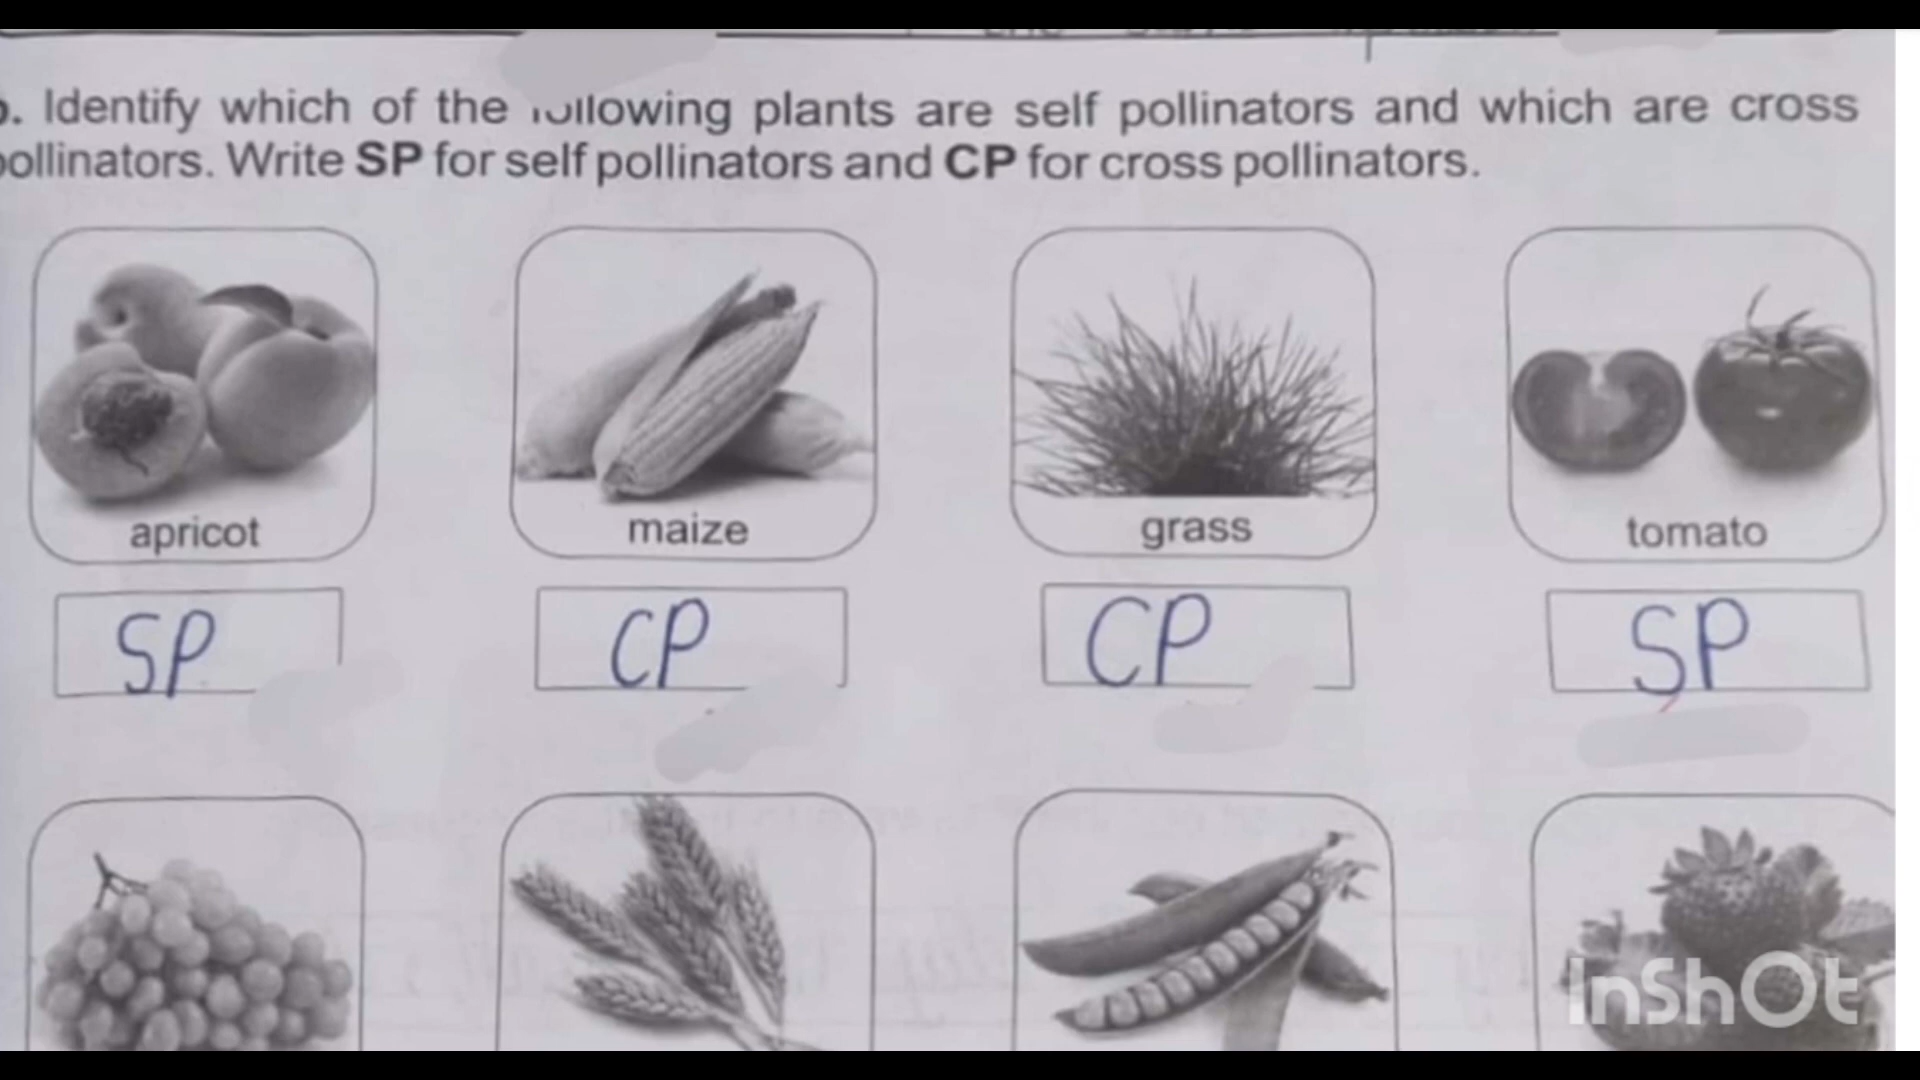 . Identify which of the following plants are self pollinators and which are cross
pollinators. Write SP for self pollinators and CP for cross pollinators.
apricot maize grass tomato
SP CP CP SP
InShOt